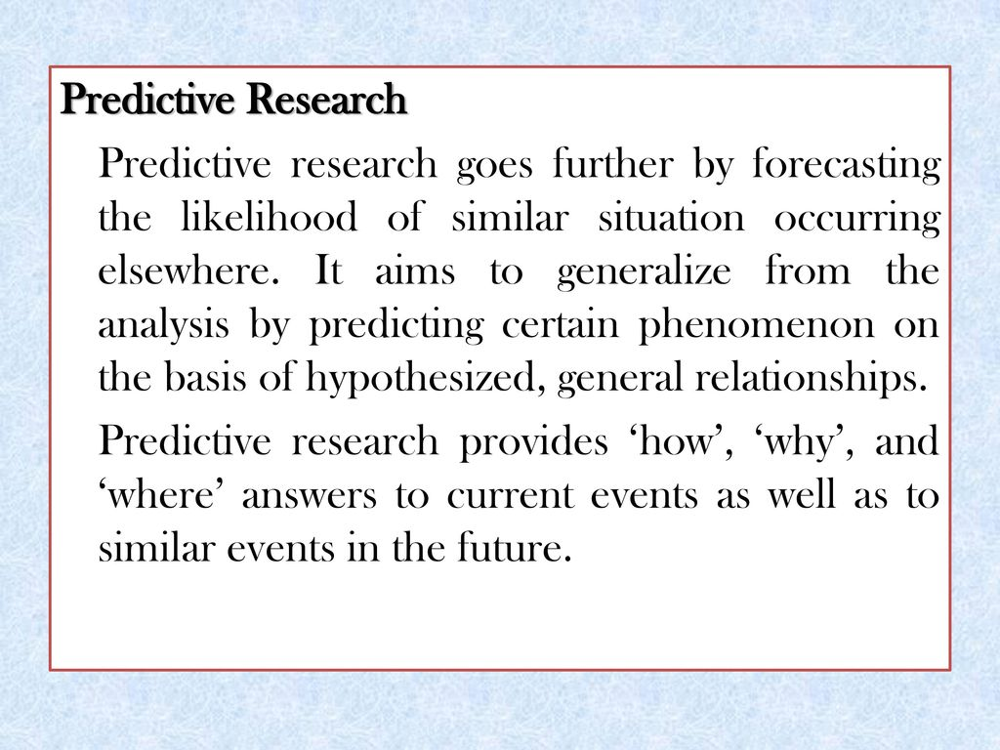 Predictive Research
Predictive research goes further by forecasting
the likelihood of similar situation occurring
elsewhere. It aims to generalize from the
analysis by predicting certain phenomenon on
the basis of hypothesized, general relationships.
Predictive research provides ‘how’, ‘why’, and
‘where’ answers to current events as well as to
similar events in the future.